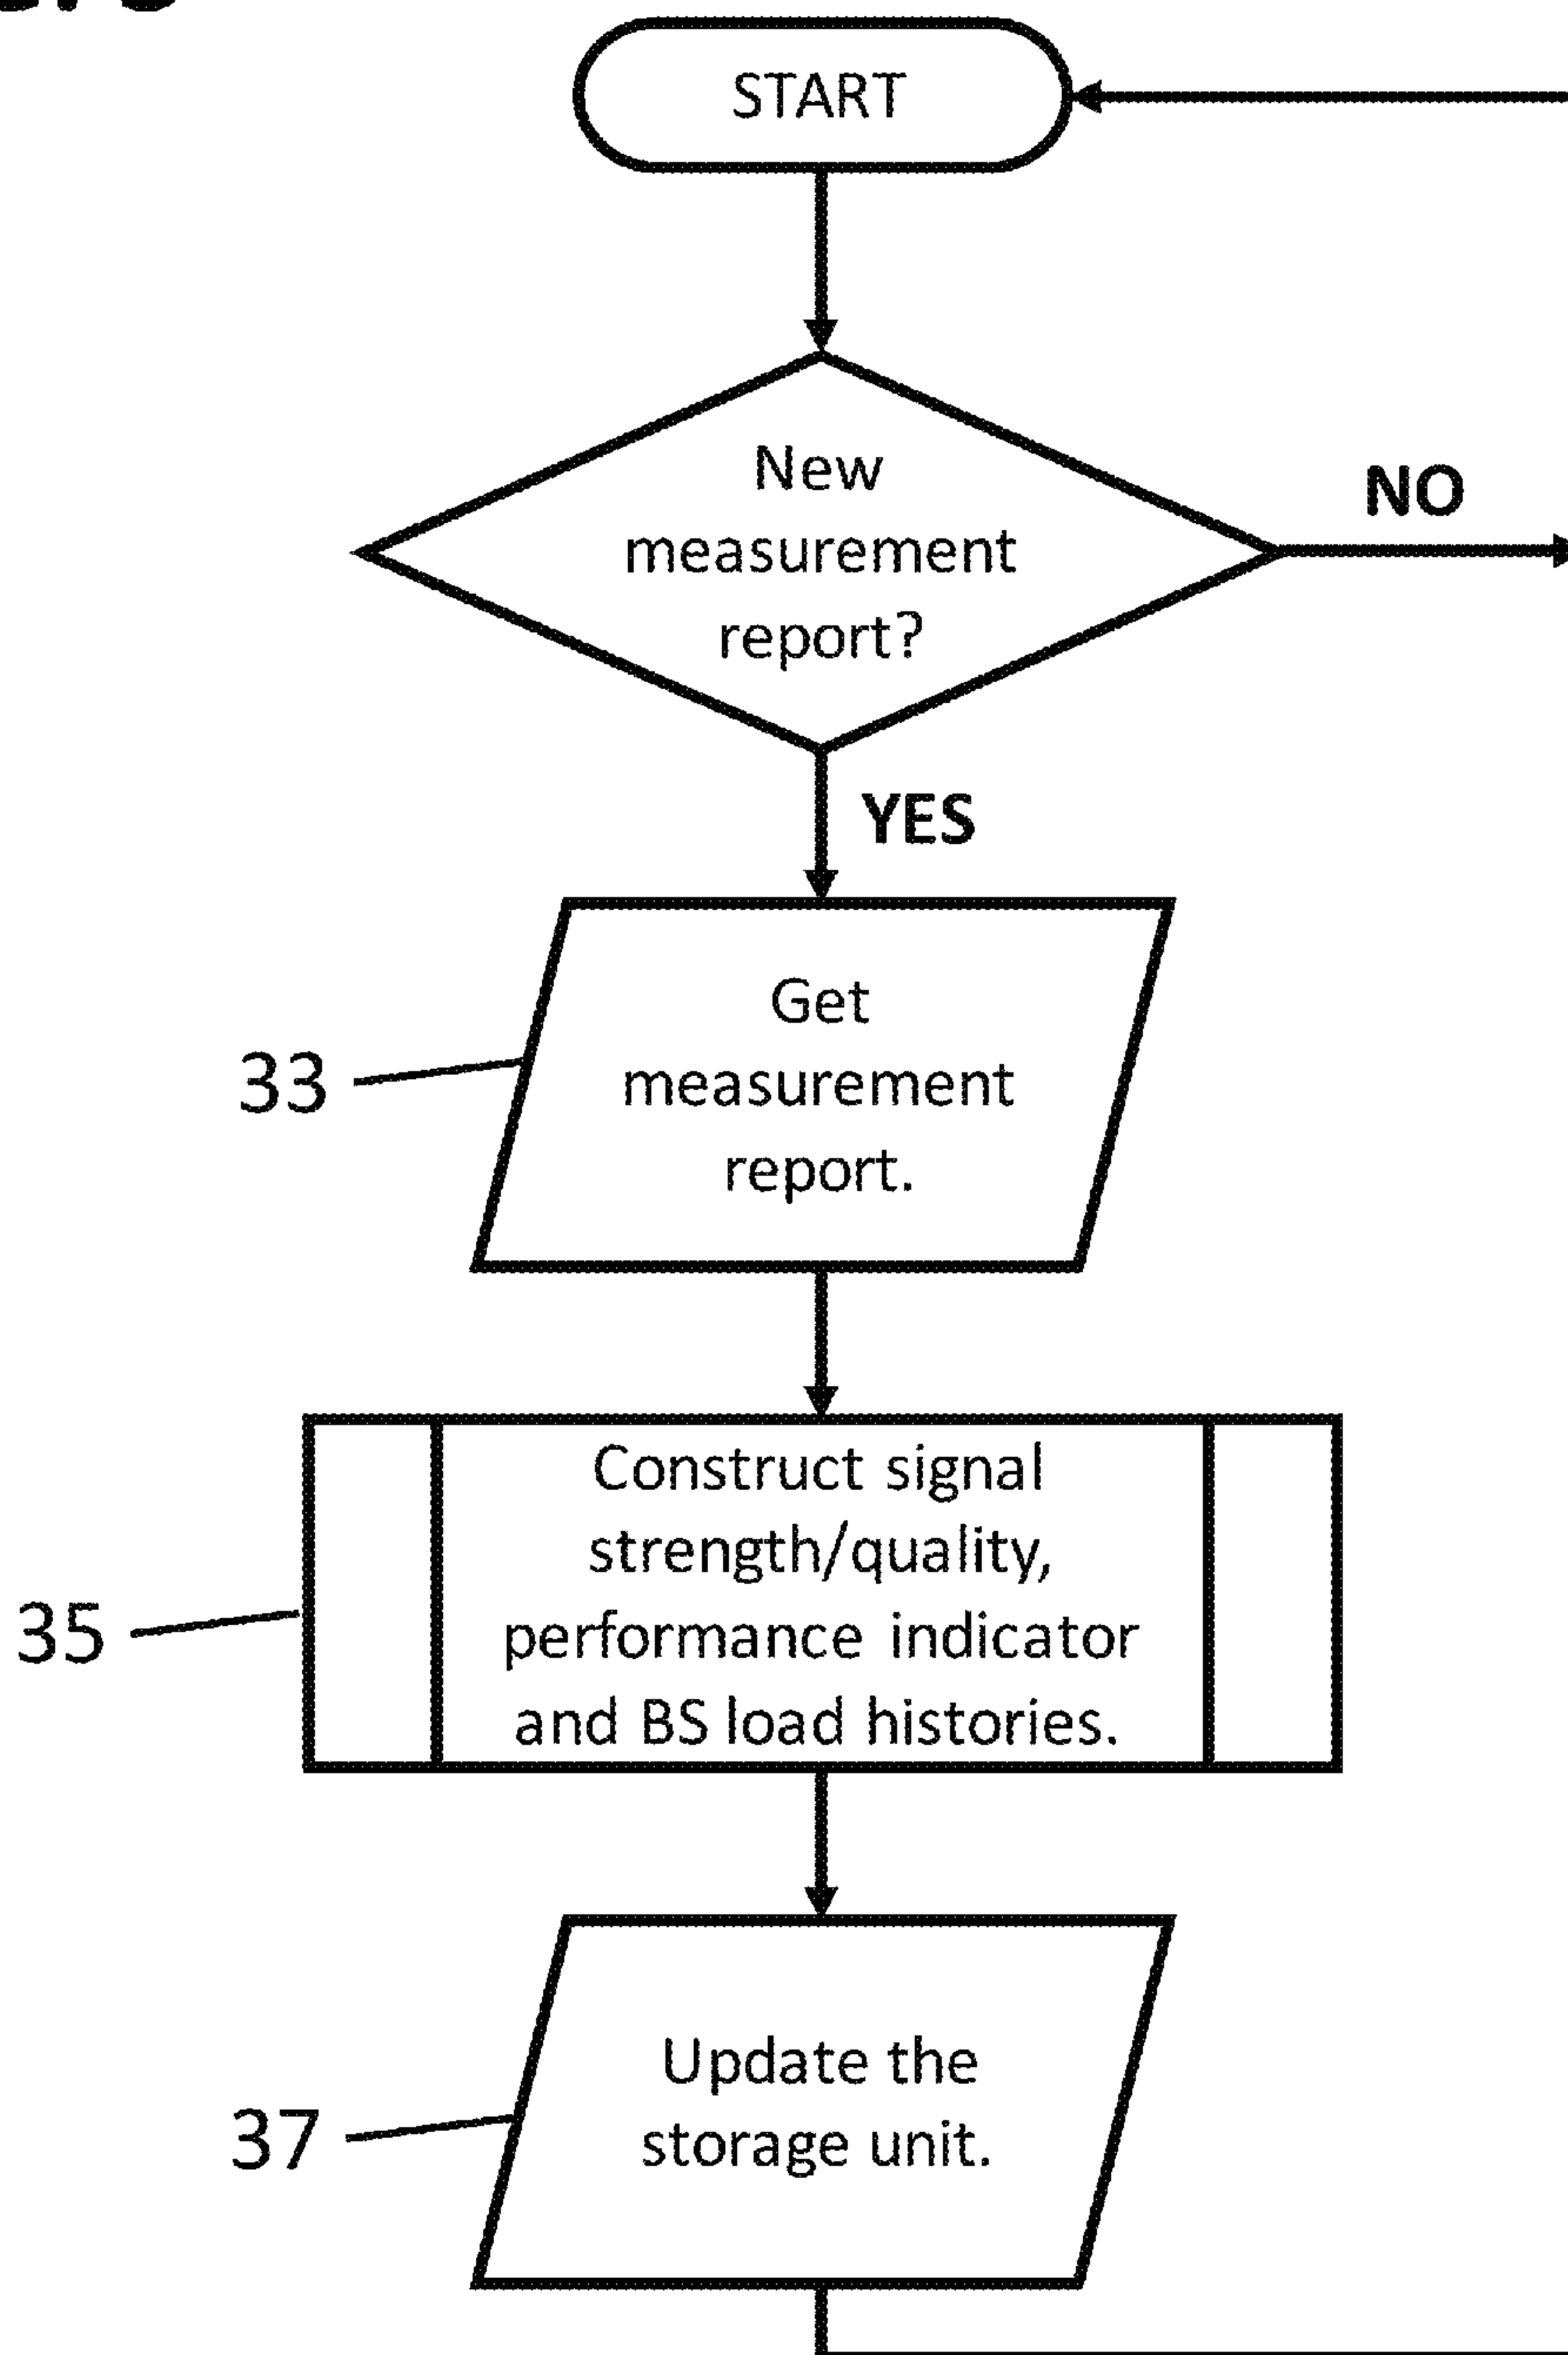 START
New
measurement
report?
NO
YES
Get
measurement
report.
33
Construct signal
strength/quality,
performance indicator
and BS load histories.
35
Update the
storage unit.
37